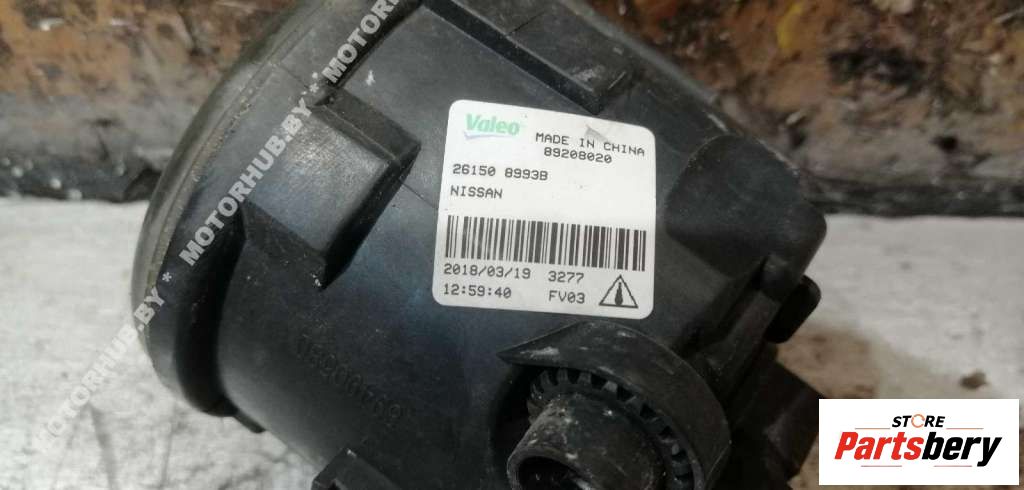 Valeo
MADE IN CHINA
89208020
26150 8993B
NISSAN
2018/03/19 3277
12:59:40 FV03
MOTORHUB.BY * MOTORHUB.BY * MOTOR
STORE
Partsbery